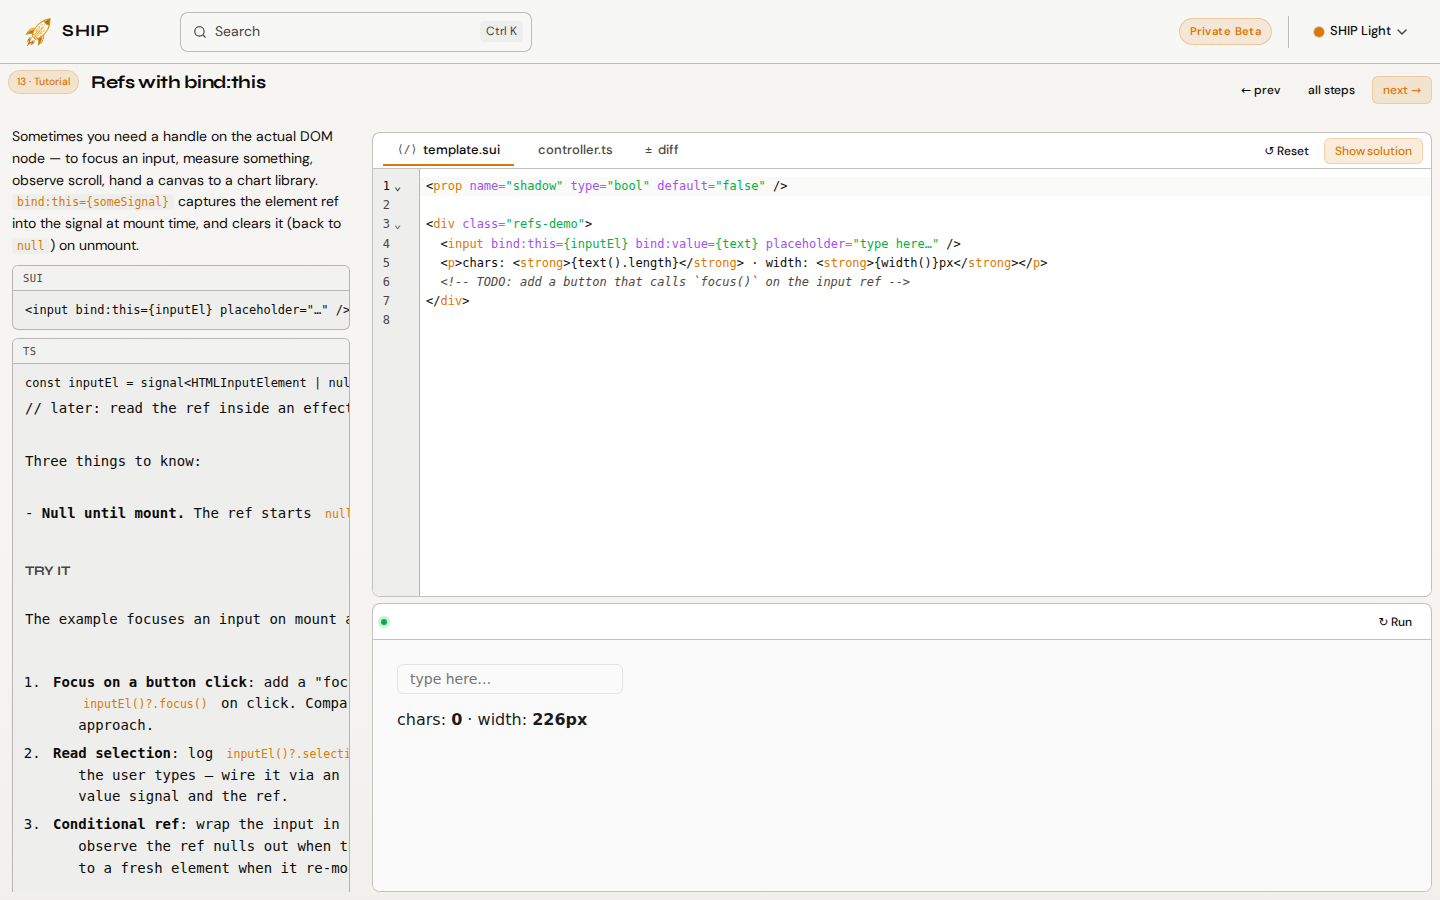 SHIP
Search
Ctrl K
Private Beta
SHIP Light
13 · Tutorial
Refs with bind:this
← prev
all steps
next →
Sometimes you need a handle on the actual DOM
node — to focus an input, measure something,
observe scroll, hand a canvas to a chart library.
bind:this={someSignal} captures the element ref
into the signal at mount time, and clears it (back to
null ) on unmount.
SUI
<input bind:this={inputEl} placeholder="…" />
TS
const inputEl = signal<HTMLInputElement | nul
// later: read the ref inside an effect
Three things to know:
- Null until mount. The ref starts null
TRY IT
The example focuses an input on mount a
1. Focus on a button click: add a "foc
inputEl()?.focus() on click. Compa
approach.
2. Read selection: log inputEl()?.selecti
the user types — wire it via an
value signal and the ref.
3. Conditional ref: wrap the input in
observe the ref nulls out when t
to a fresh element when it re-mo
⟨/⟩ template.sui
controller.ts
± diff
↺ Reset
Show solution
1 <prop name="shadow" type="bool" default="false" />
2
3 <div class="refs-demo">
4 <input bind:this={inputEl} bind:value={text} placeholder="type here…" />
5 <p>chars: <strong>{text().length}</strong> · width: <strong>{width()}px</strong></p>
6 <!-- TODO: add a button that calls `focus()` on the input ref -->
7 </div>
8
↻ Run
type here…
chars: 0 · width: 226px